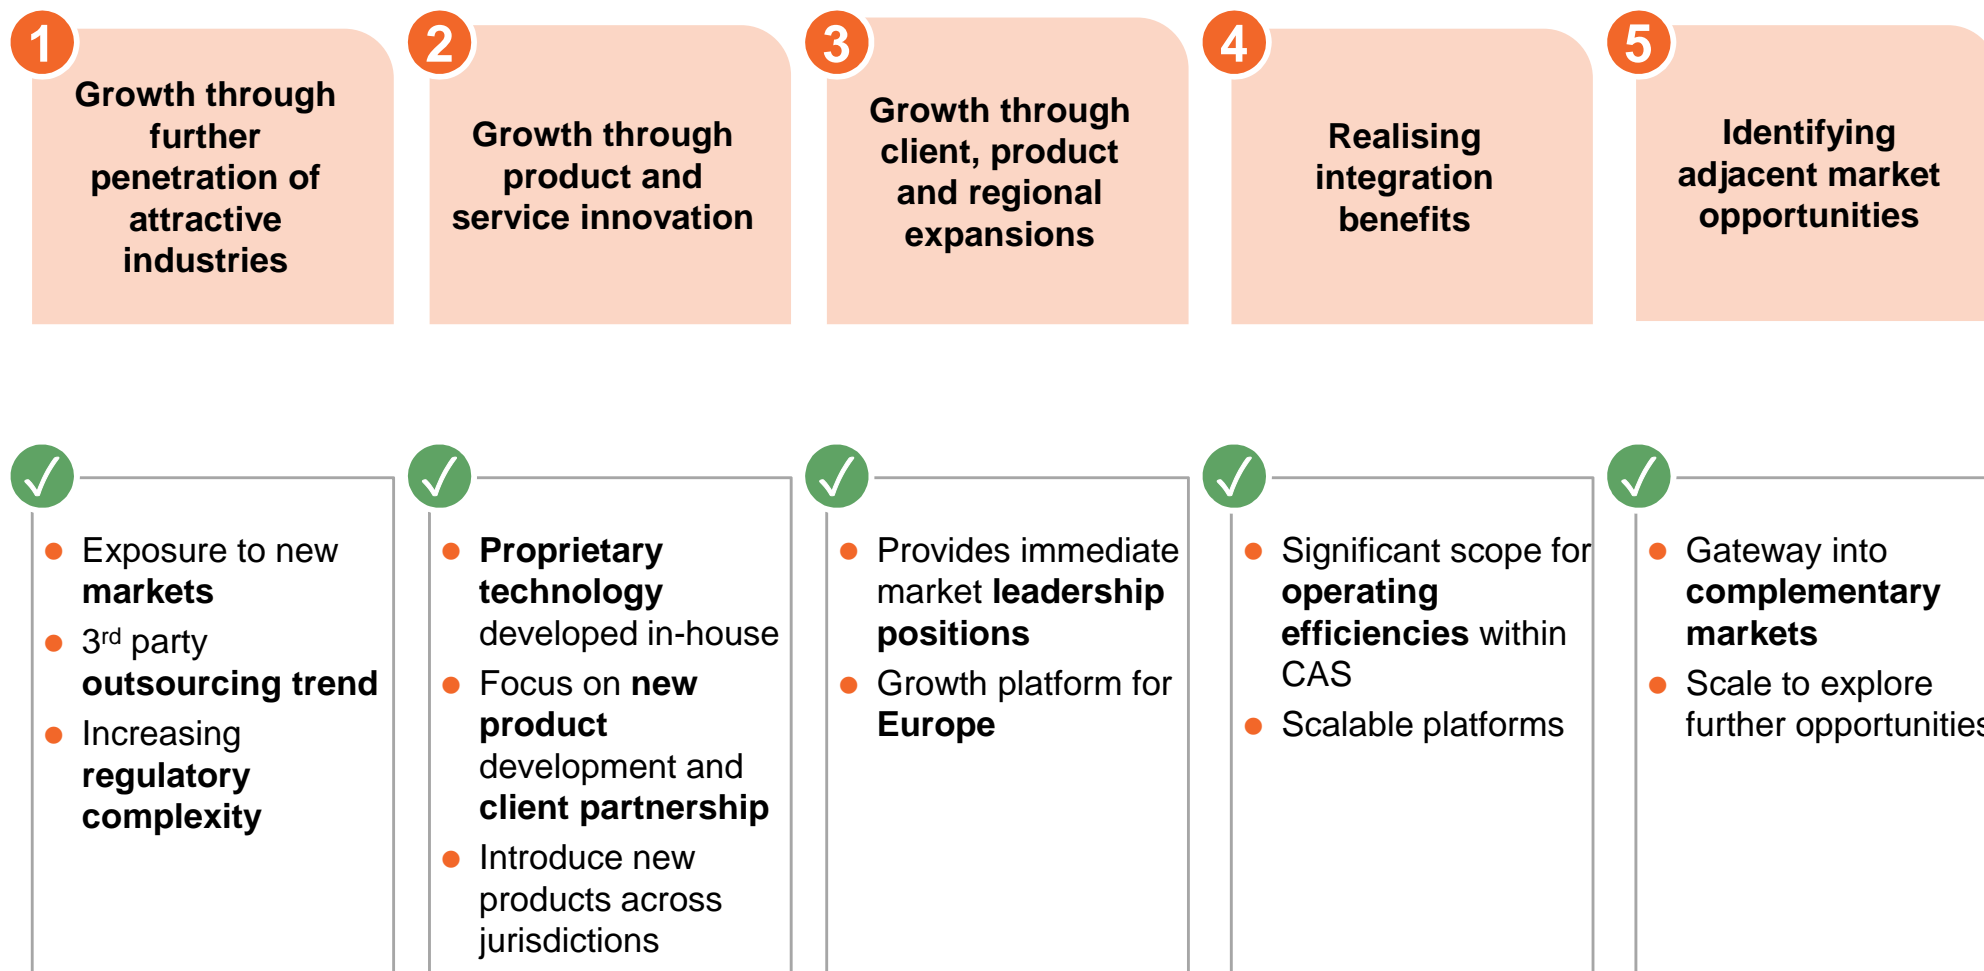 1
Growth through
further
penetration of
attractive
industries
2
Growth through
product and
service innovation
3
Growth through
client, product
and regional
expansions
4
Realising
integration
benefits
5
Identifying
adjacent market
opportunities
Exposure to new
markets
3rd party
outsourcing trend
Increasing
regulatory
complexity
Proprietary
technology
developed in-house
Focus on new
product
development and
client partnership
Introduce new
products across
jurisdictions
Provides immediate
market leadership
positions
Growth platform for
Europe
Significant scope for
operating
efficiencies within
CAS
Scalable platforms
Gateway into
complementary
markets
Scale to explore
further opportunities